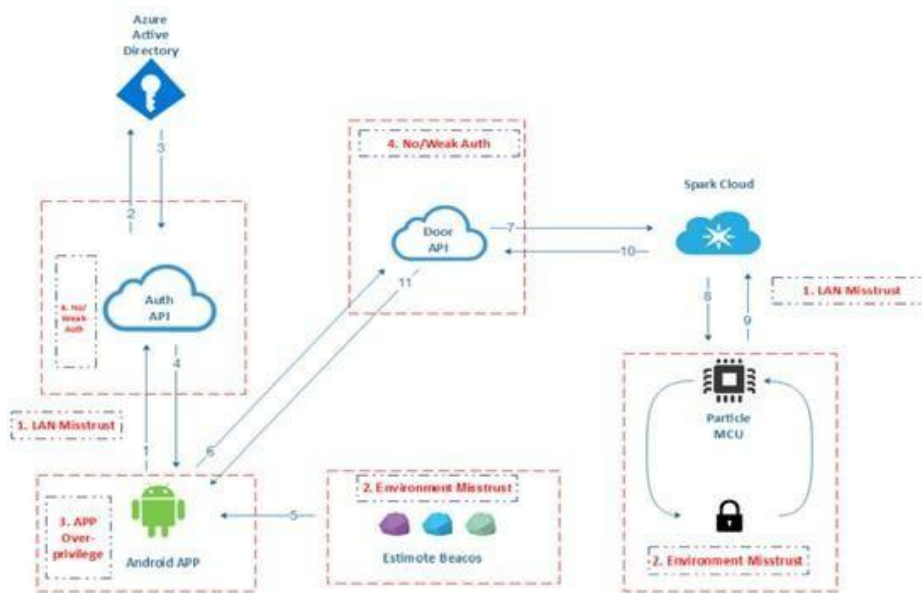 Azure
Active
Directory
3
2
4. No/Weak Auth
Door
API
7
10
11
Spark Cloud
8
9
1. LAN Misstrust
Auth
API
Weak
Auth
4
1. LAN Misstrust
1
6
Particle
MCU
2. Environment Misstrust
3. APP
Over-
privilege
Android APP
5
2. Environment Misstrust
Estimote Beacos